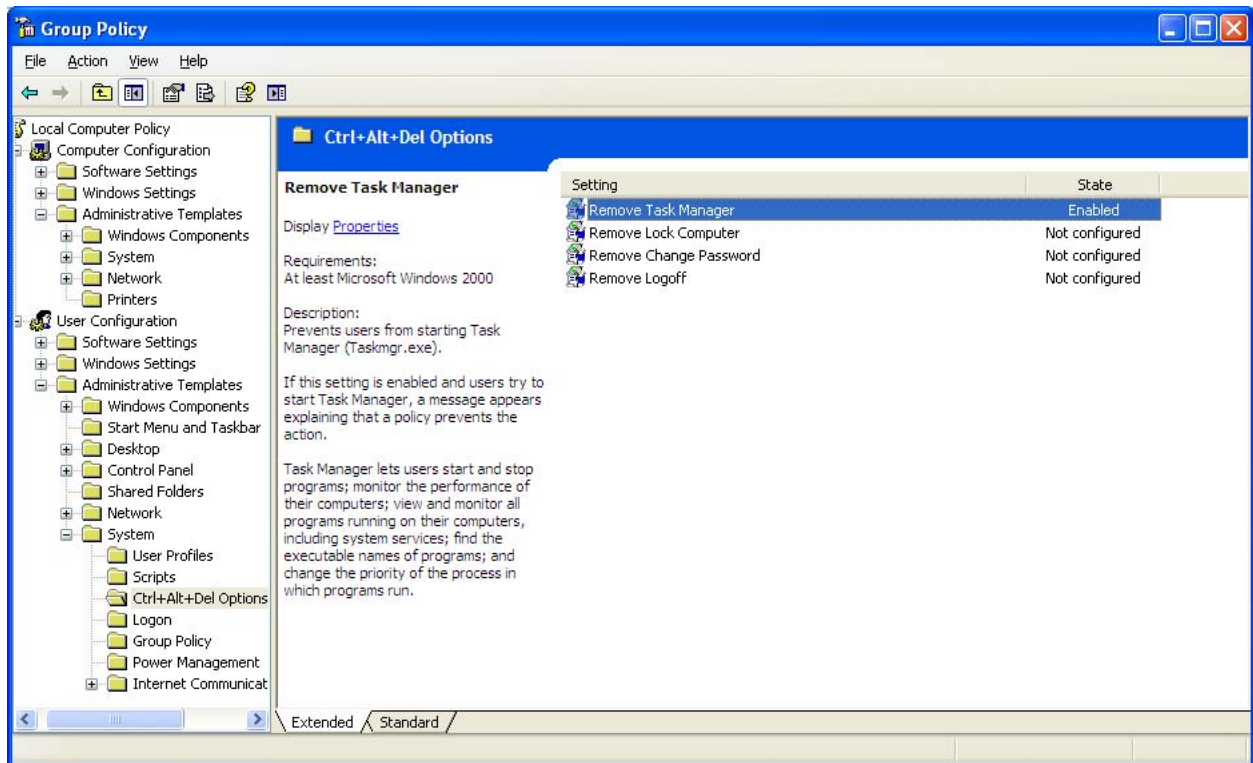 Group Policy
File Action View Help
Local Computer Policy
Computer Configuration
Software Settings
Windows Settings
Administrative Templates
Windows Components
System
Network
Printers
User Configuration
Software Settings
Windows Settings
Administrative Templates
Windows Components
Start Menu and Taskbar
Desktop
Control Panel
Shared Folders
Network
System
User Profiles
Scripts
Ctrl+Alt+Del Options
Logon
Group Policy
Power Management
Internet Communicat
Ctrl+Alt+Del Options
Remove Task Manager
Display Properties
Requirements:
At least Microsoft Windows 2000
Description:
Prevents users from starting Task
Manager (Taskmgr.exe).
If this setting is enabled and users try to
start Task Manager, a message appears
explaining that a policy prevents the
action.
Task Manager lets users start and stop
programs; monitor the performance of
their computers; view and monitor all
programs running on their computers,
including system services; find the
executable names of programs; and
change the priority of the process in
which programs run.
Setting State
Remove Task Manager Enabled
Remove Lock Computer Not configured
Remove Change Password Not configured
Remove Logoff Not configured
Extended Standard